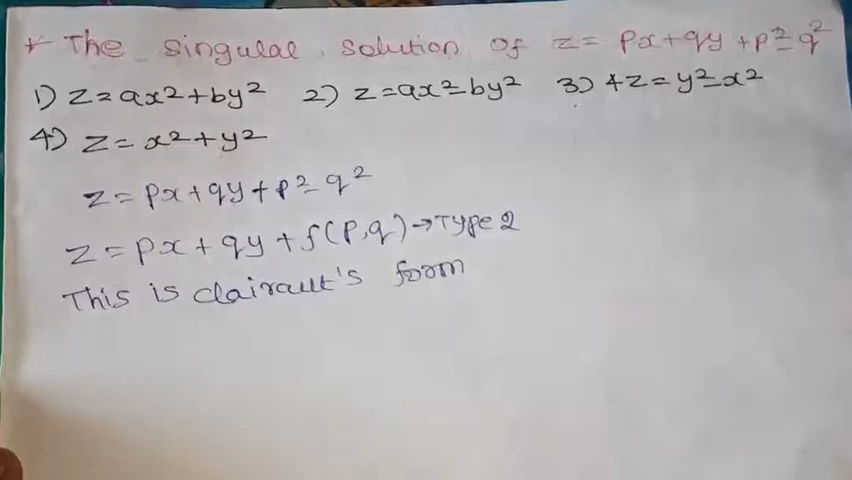 * The singular solution of z = px+qy+p²-q²
1) z=ax²+by² 2) z=ax²-by² 3) 4z=y²-x²
4) z = x²+y²
z=px+qy+p²-q²
z=px+qy+f(p,q)→Type 2
This is clairaut's form